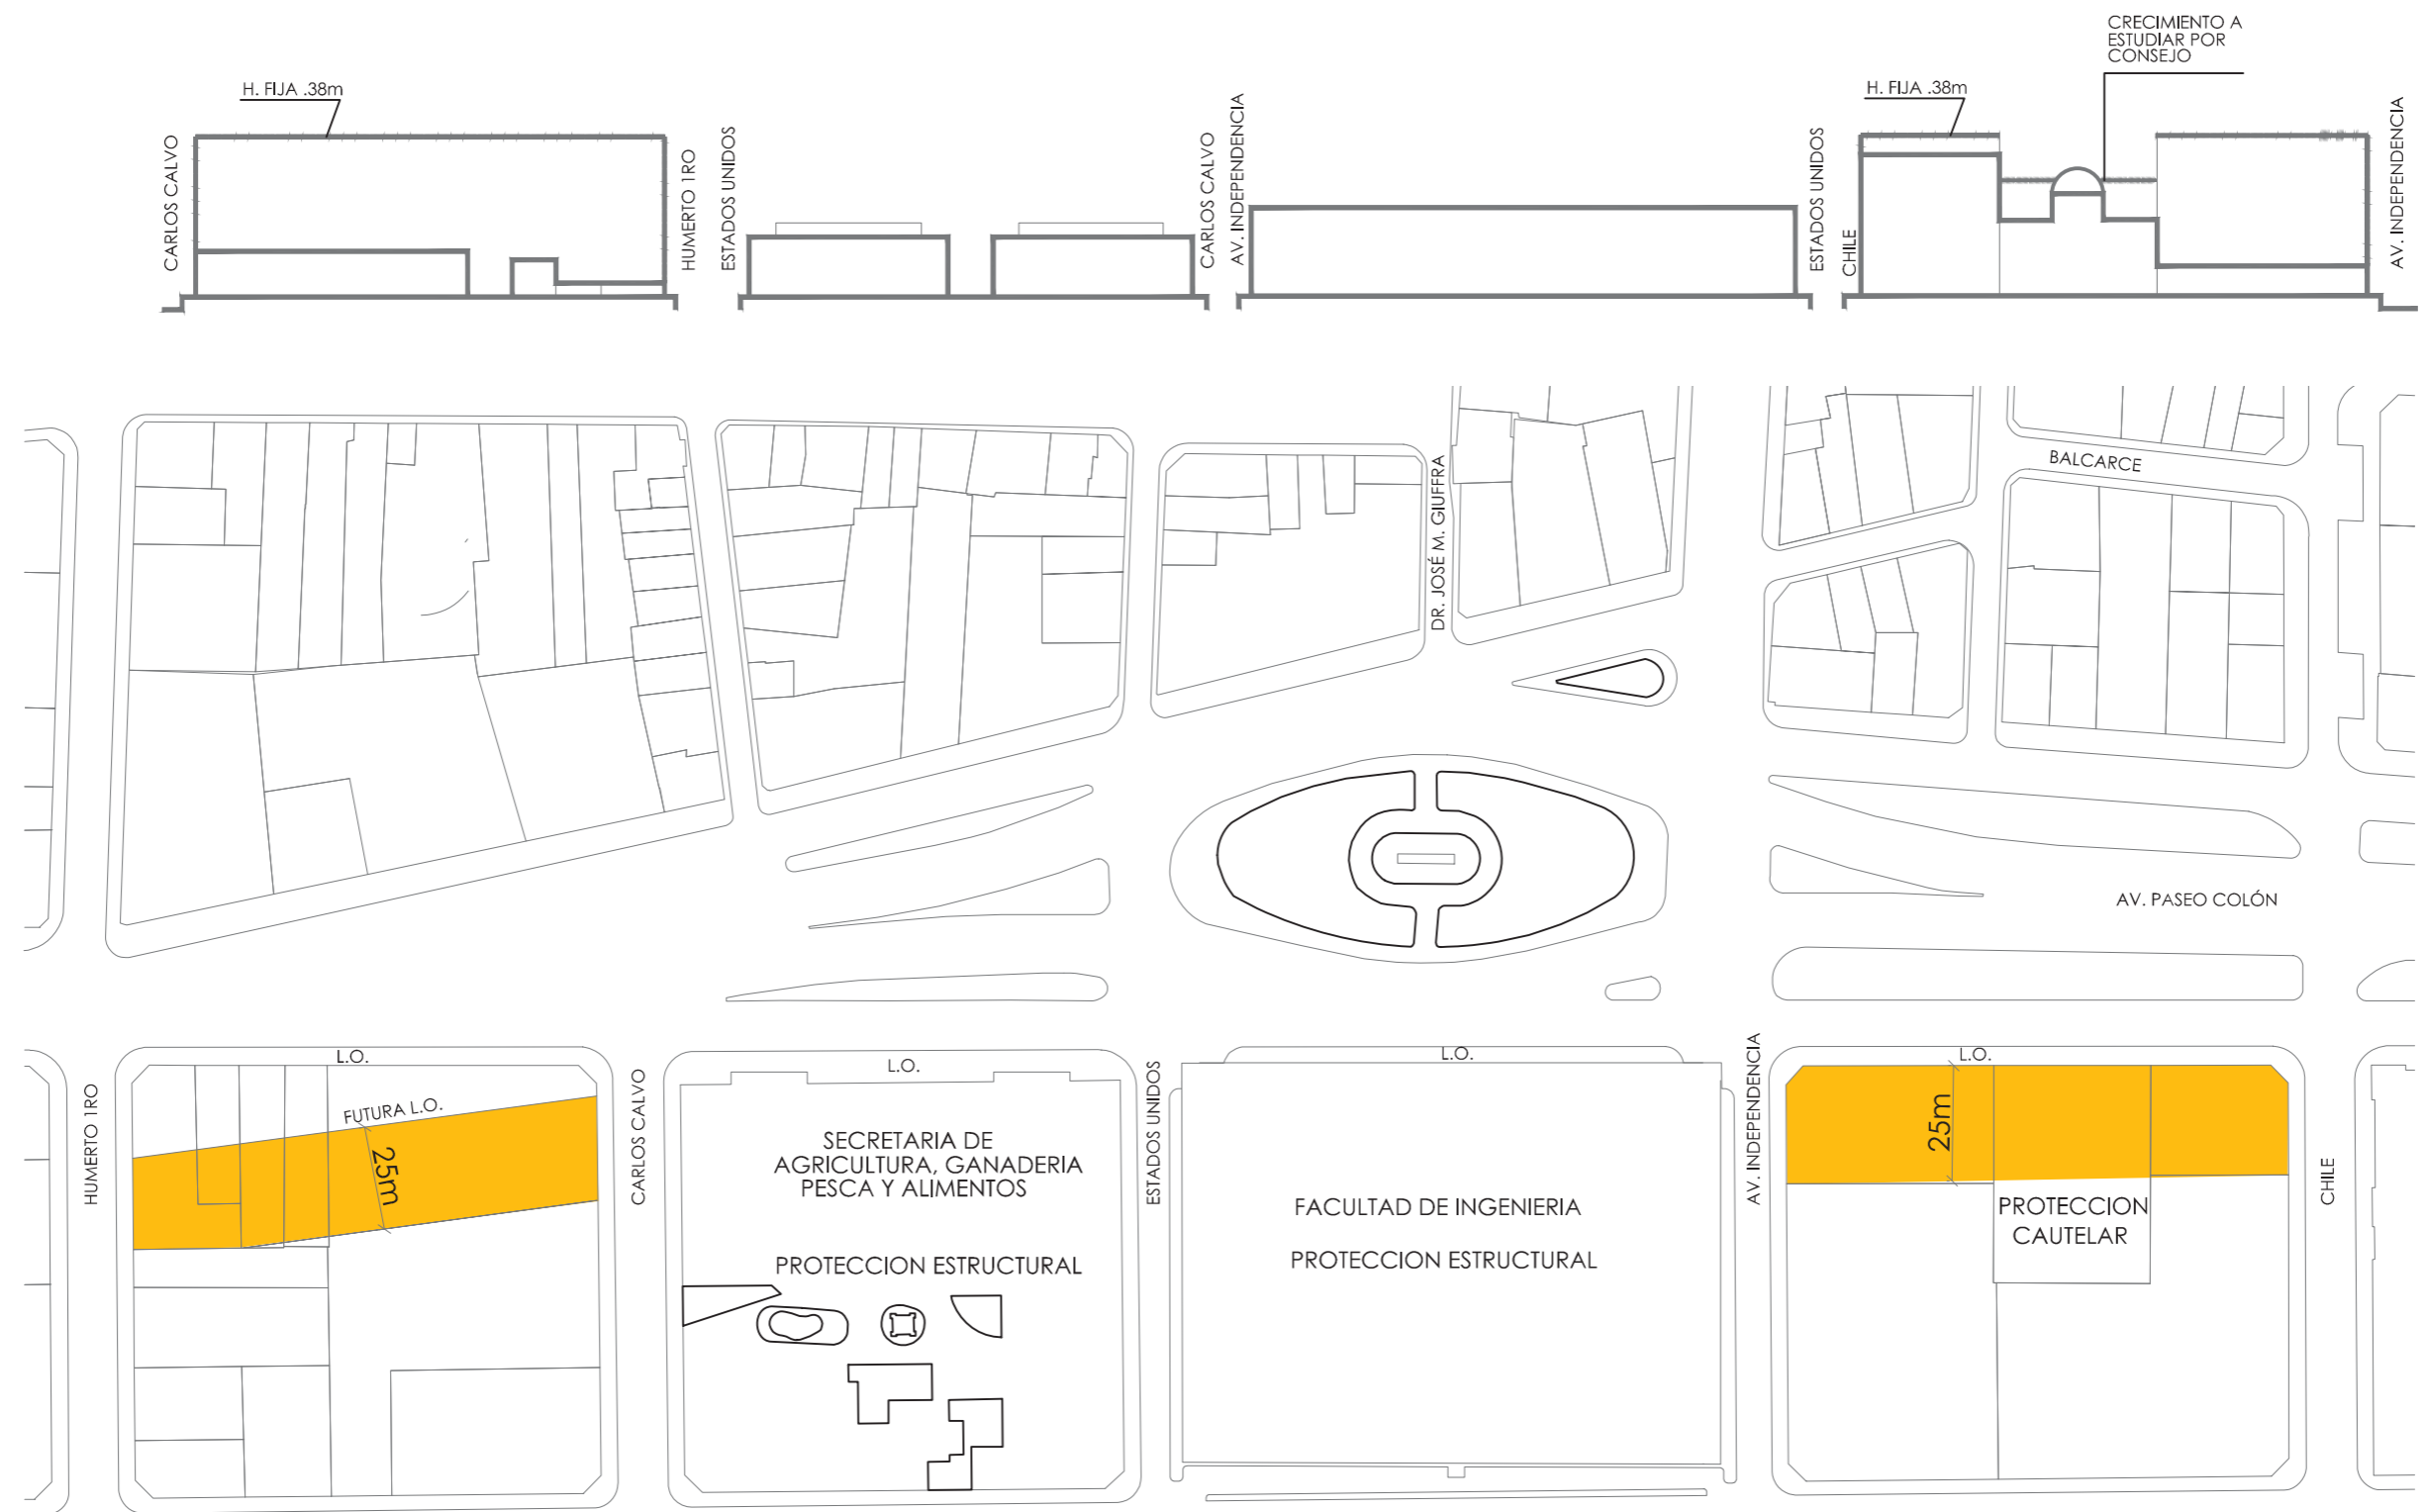 CRECIMIENTO A
ESTUDIAR POR
CONSEJO
H. FIJA .38m
H. FIJA .38m
CARLOS CALVO
HUMERTO 1RO
ESTADOS UNIDOS
CARLOS CALVO
AV. INDEPENDENCIA
ESTADOS UNIDOS
CHILE
AV. INDEPENDENCIA
BALCARCE
DR. JOSÉ M. GIUFFRA
AV. PASEO COLÓN
L.O.
L.O.
L.O.
L.O.
HUMERTO 1RO
FUTURA L.O.
25m
CARLOS CALVO
SECRETARIA DE
AGRICULTURA, GANADERIA
PESCA Y ALIMENTOS
PROTECCION ESTRUCTURAL
ESTADOS UNIDOS
FACULTAD DE INGENIERIA
PROTECCION ESTRUCTURAL
AV. INDEPENDENCIA
25m
PROTECCION
CAUTELAR
CHILE